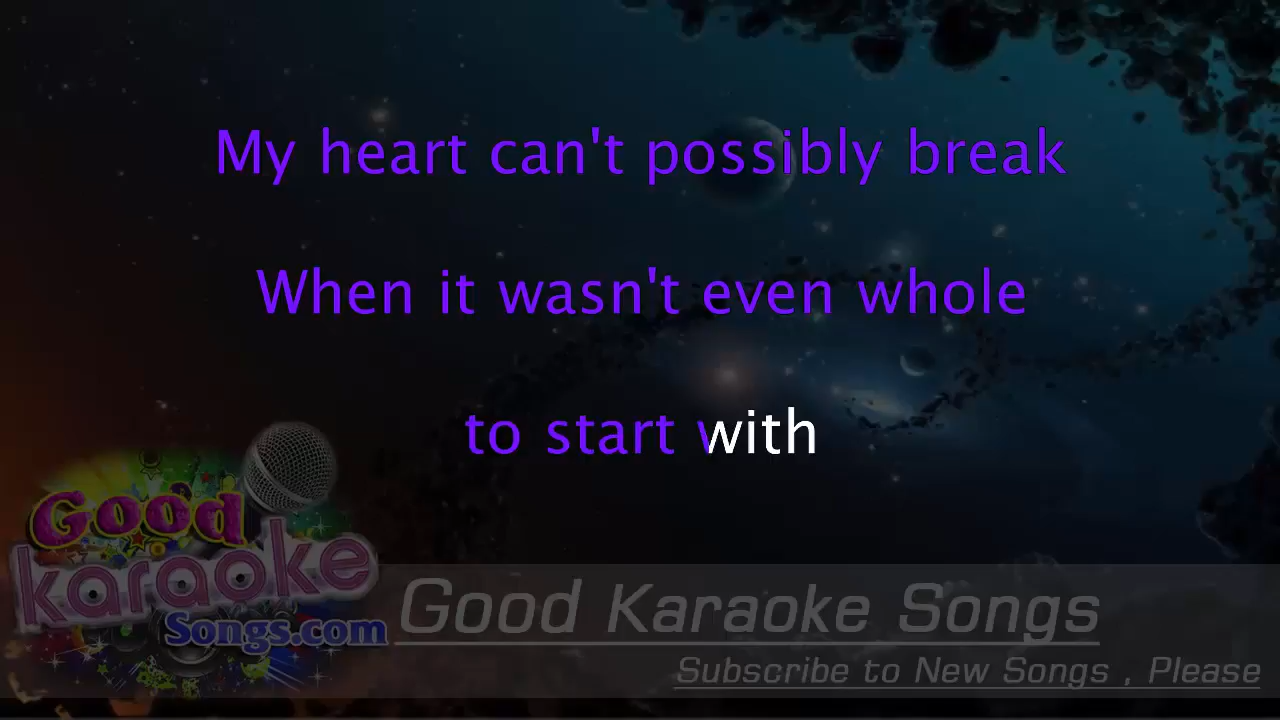 My heart can't possibly break
When it wasn't even whole
to start with
Good
karaoke
Songs.com
Good Karaoke Songs
Subscribe to New Songs , Please